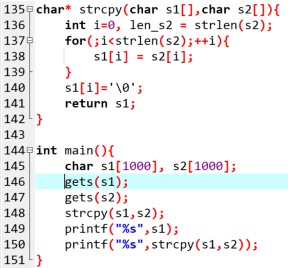 135 char* strcpy(char s1[],char s2[]){
136     int i=0, len_s2 = strlen(s2);
137     for(;i<strlen(s2);++i){
138         s1[i] = s2[i];
139     }
140     s1[i]='\0';
141     return s1;
142 }
143
144 int main(){
145     char s1[1000], s2[1000];
146     gets(s1);
147     gets(s2);
148     strcpy(s1,s2);
149     printf("%s",s1);
150     printf("%s",strcpy(s1,s2));
151 }